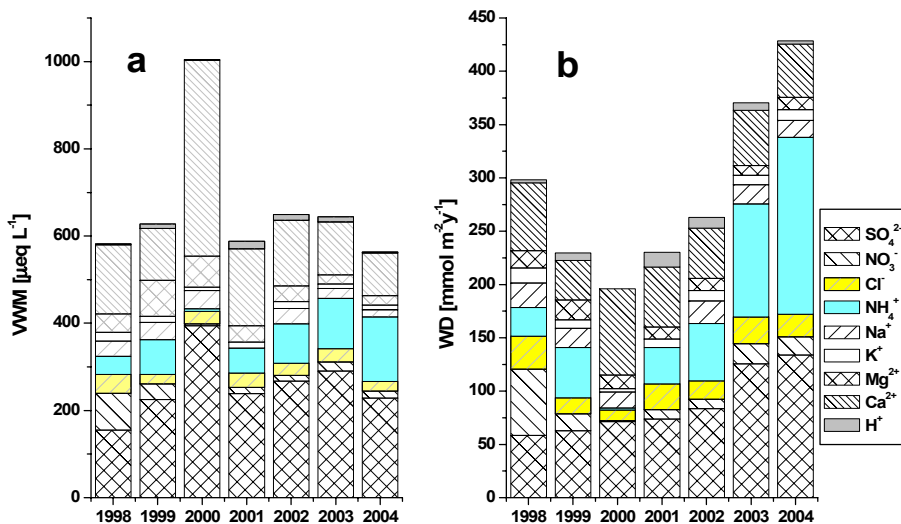 a
VWM [µeq L⁻¹]
1000
800
600
400
200
0
1998 1999 2000 2001 2002 2003 2004
b
WD [mmol m⁻²y⁻¹]
450
400
350
300
250
200
150
100
50
0
1998 1999 2000 2001 2002 2003 2004
SO₄²⁻
NO₃⁻
Cl⁻
NH₄⁺
Na⁺
K⁺
Mg²⁺
Ca²⁺
H⁺